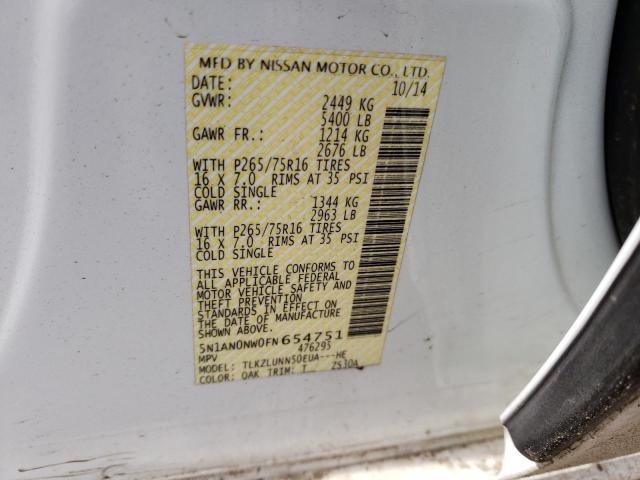 MFD BY NISSAN MOTOR CO., LTD.
DATE: 10/14
GVWR: 2449 KG
5400 LB
GAWR FR.: 1214 KG
2676 LB
WITH P265/75R16 TIRES
16 X 7.0 RIMS AT 35 PSI
COLD SINGLE
GAWR RR.: 1344 KG
2963 LB
WITH P265/75R16 TIRES
16 X 7.0 RIMS AT 35 PSI
COLD SINGLE
THIS VEHICLE CONFORMS TO
ALL APPLICABLE FEDERAL
MOTOR VEHICLE SAFETY AND
THEFT PREVENTION
STANDARDS IN EFFECT ON
THE DATE OF MANUFACTURE
SHOWN ABOVE.
5N1AN0NW0FN654751
MPV 476295
MODEL: TLKZLUNN50EUA---HE
COLOR: QAK TRIM: T ZS30A